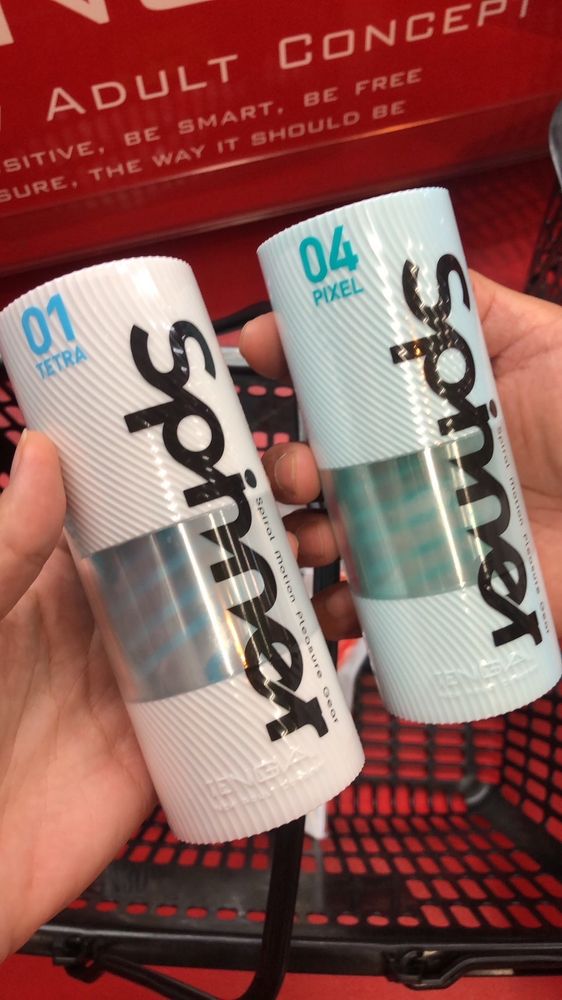 ADULT CONCEPT
SITIVE, BE SMART, BE FREE
SURE, THE WAY IT SHOULD BE
01
TETRA
Spinner
Spiral Motion Pleasure Gear
04
PIXEL
Spinner
Spiral Motion Pleasure Gear